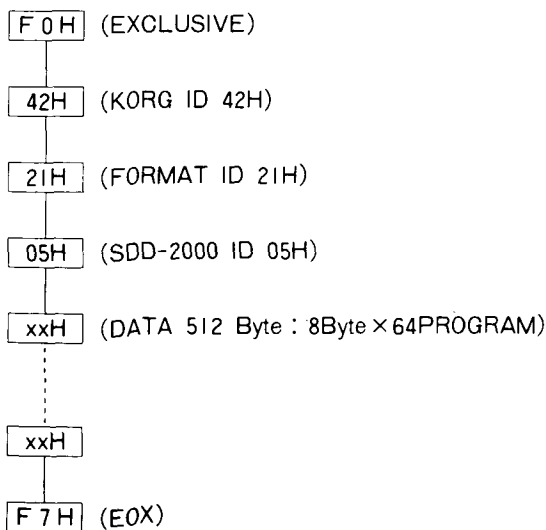 F0H (EXCLUSIVE)
42H (KORG ID 42H)
21H (FORMAT ID 21H)
05H (SDD-2000 ID 05H)
xxH (DATA 512 Byte : 8Byte×64PROGRAM)
xxH
F7H (EOX)